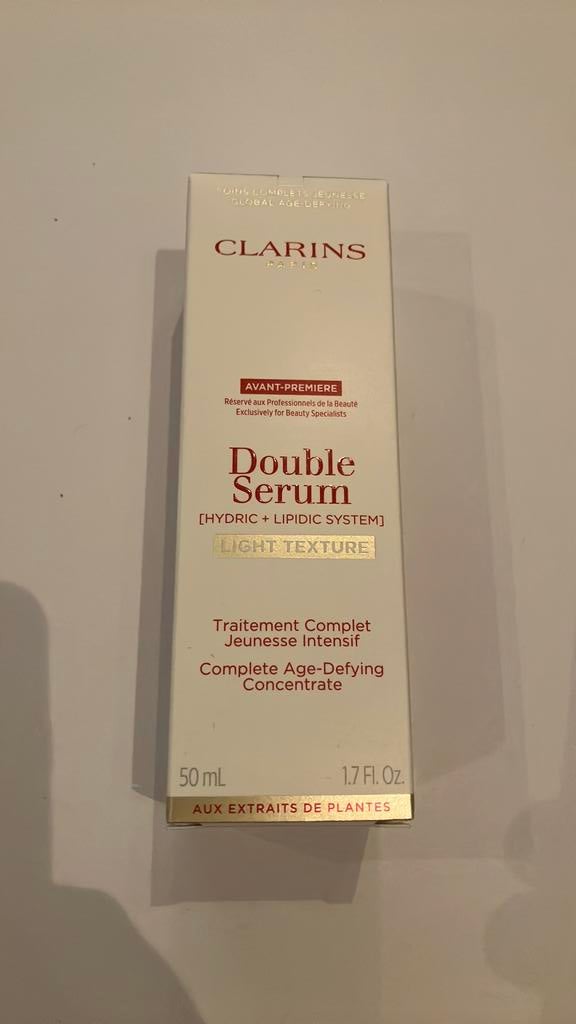 SOINS COMPLETS JEUNESSE
GLOBAL AGE-DEFYING
CLARINS
PARIS
AVANT-PREMIERE
Réservé aux Professionnels de la Beauté
Exclusively for Beauty Specialists
Double
Serum
[HYDRIC + LIPIDIC SYSTEM]
LIGHT TEXTURE
Traitement Complet
Jeunesse Intensif
Complete Age-Defying
Concentrate
50 mL 1.7 Fl. Oz.
AUX EXTRAITS DE PLANTES